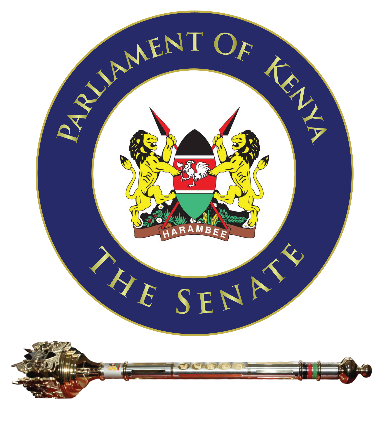 PARLIAMENT OF KENYA
HARAMBEE
THE SENATE